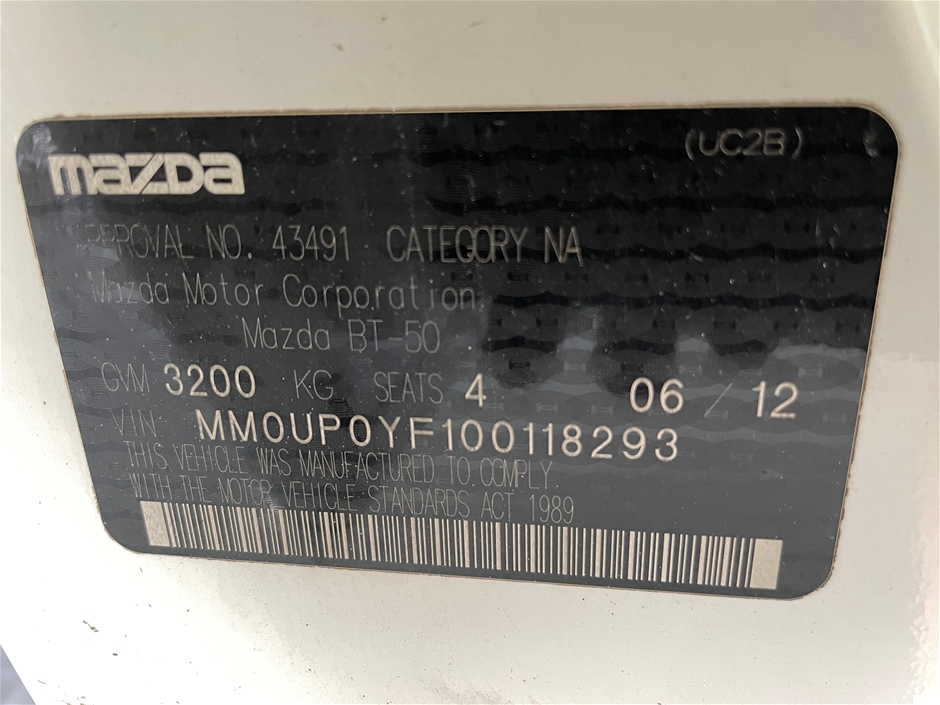 (UC2B)
mazda
APPROVAL NO. 43491 CATEGORY NA
Mazda Motor Corporation
Mazda BT-50
GVM 3200 KG SEATS 4 06 / 12
VIN MM0UP0YF100118293
THIS VEHICLE WAS MANUFACTURED TO COMPLY
WITH THE MOTOR VEHICLE STANDARDS ACT 1989